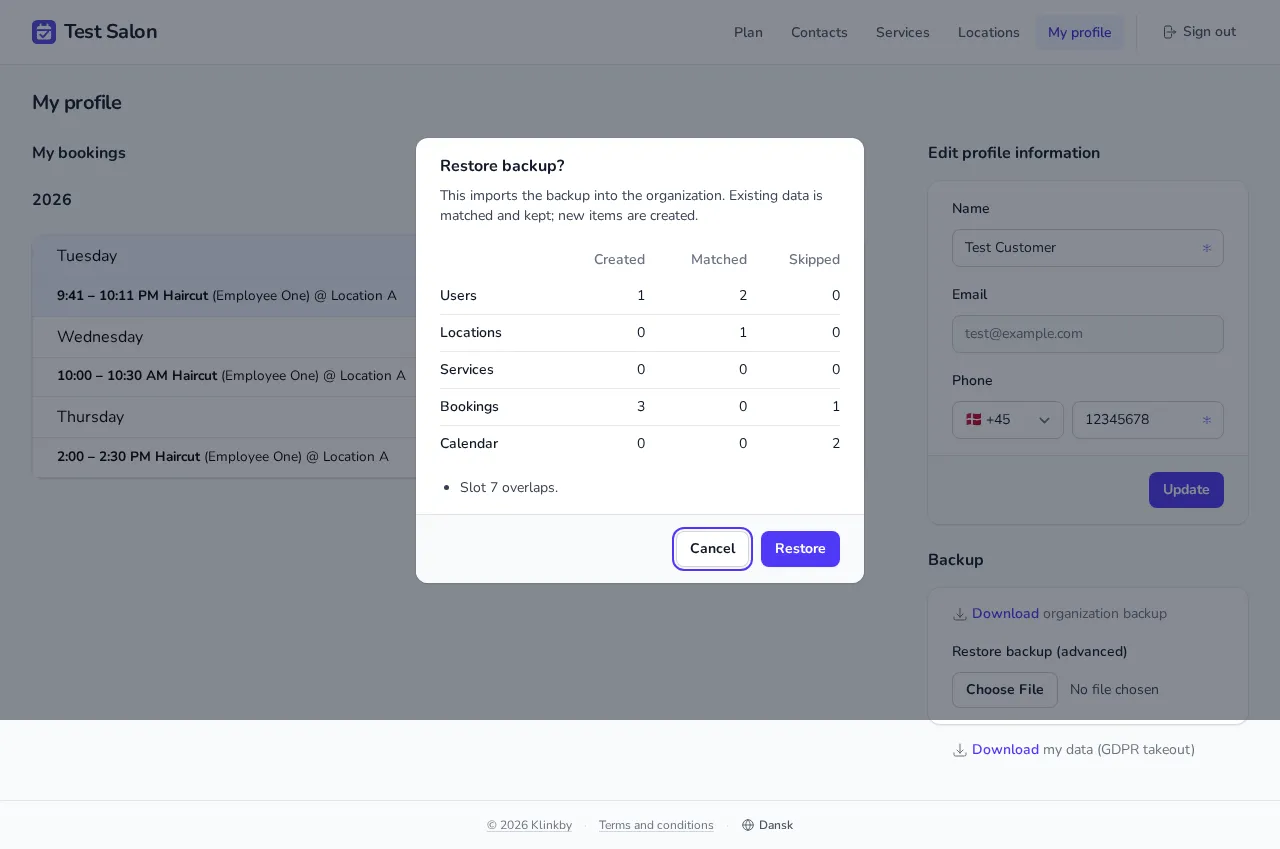 Test Salon
Plan
Contacts
Services
Locations
My profile
Sign out
My profile
My bookings
2026
Tuesday
9:41 – 10:11 PM Haircut (Employee One) @ Location A
Wednesday
10:00 – 10:30 AM Haircut (Employee One) @ Location A
Thursday
2:00 – 2:30 PM Haircut (Employee One) @ Location A
Restore backup?
This imports the backup into the organization. Existing data is
matched and kept; new items are created.
Created Matched Skipped
Users 1 2 0
Locations 0 1 0
Services 0 0 0
Bookings 3 0 1
Calendar 0 0 2
• Slot 7 overlaps.
Cancel
Restore
Edit profile information
Name
Test Customer *
Email
test@example.com
Phone
🇩🇰 +45
12345678 *
Update
Backup
Download organization backup
Restore backup (advanced)
Choose File No file chosen
Download my data (GDPR takeout)
© 2026 Klinkby · Terms and conditions · Dansk